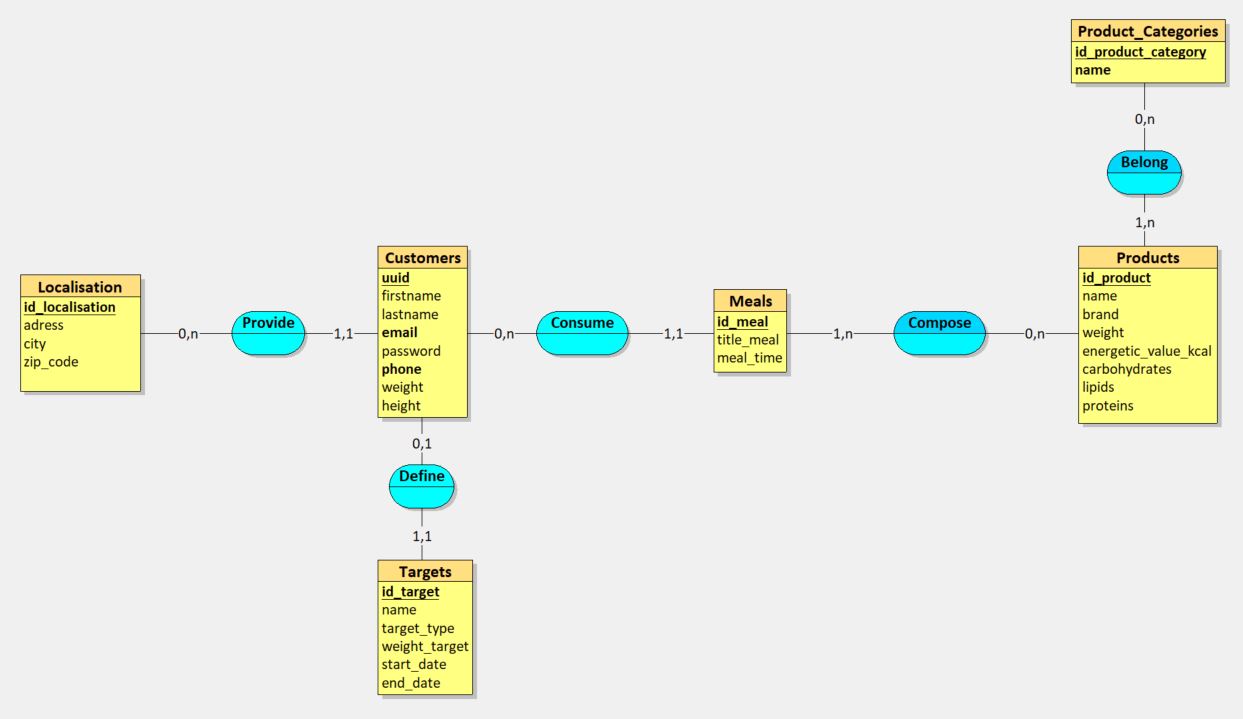 Product_Categories
id_product_category
name
0,n
Belong
1,n
Localisation
id_localisation
adress
city
zip_code
0,n
Provide
1,1
Customers
uuid
firstname
lastname
email
password
phone
weight
height
0,n
Consume
1,1
Meals
id_meal
title_meal
meal_time
1,n
Compose
0,n
Products
id_product
name
brand
weight
energetic_value_kcal
carbohydrates
lipids
proteins
0,1
Define
1,1
Targets
id_target
name
target_type
weight_target
start_date
end_date